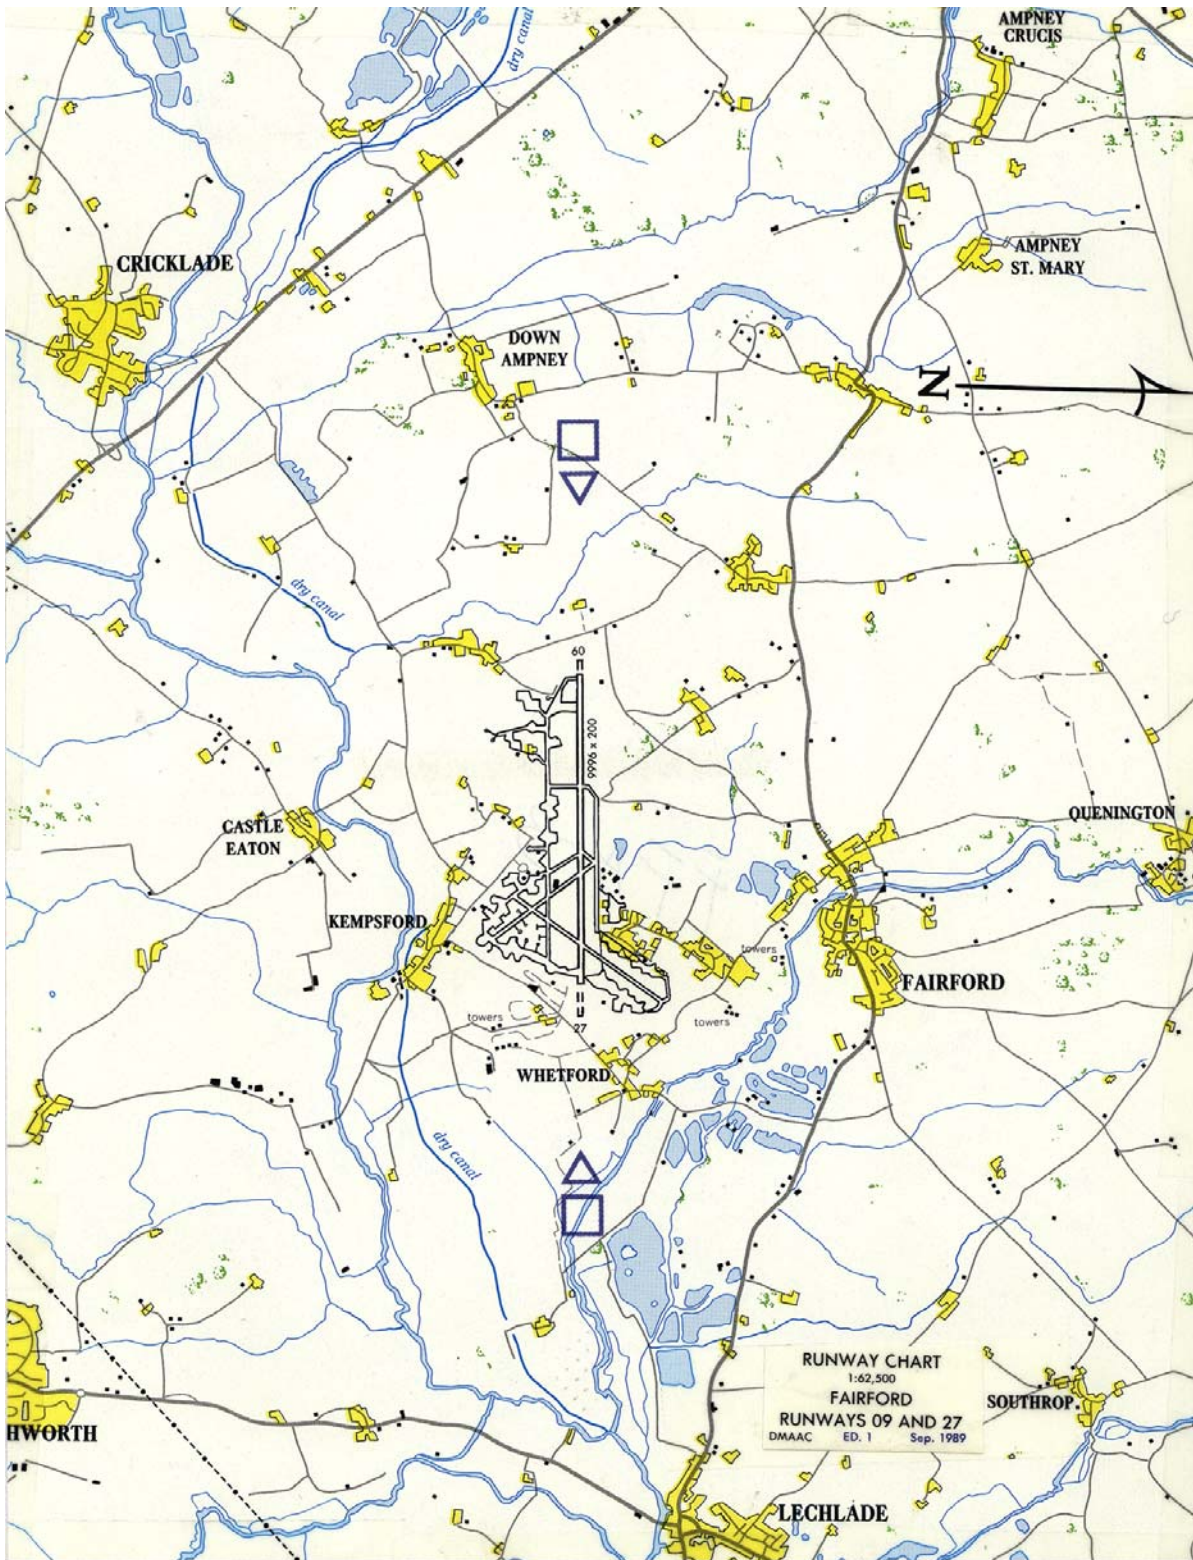 AMPNEY
CRUCIS
dry canal
CRICKLADE
AMPNEY
ST. MARY
DOWN
AMPNEY
N
dry canal
09
9996 x 200
CASTLE
EATON
QUENINGTON
KEMPSFORD
towers
FAIRFORD
towers
towers
27
WHETFORD
dry canal
RUNWAY CHART
1:62,500
FAIRFORD
RUNWAYS 09 AND 27
DMAAC ED. 1 Sep. 1989
SOUTHROP
HWORTH
LECHLADE